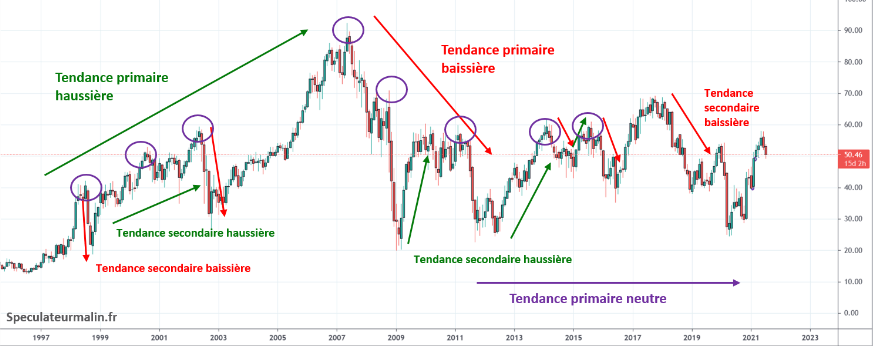 100.00
90.00
Tendance primaire
haussière
Tendance primaire
baissière
80.00
70.00
Tendance
secondaire
baissière
60.00
50.46
15d 2h
40.00
30.00
Tendance secondaire haussière
Tendance secondaire baissière
Tendance secondaire haussière
20.00
10.00
Tendance primaire neutre
Speculateurmalin.fr
0.00
1997
1999
2001
2003
2005
2007
2009
2011
2013
2015
2017
2019
2021
2023